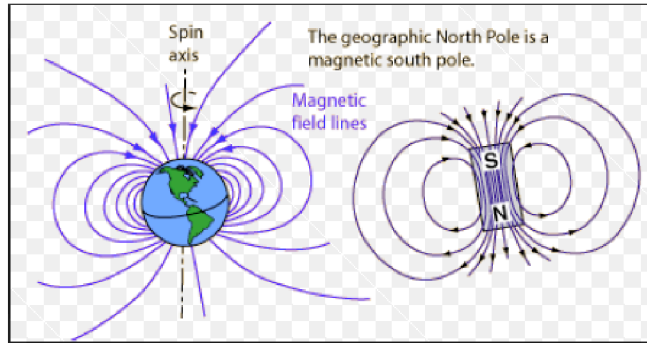 Spin
axis
The geographic North Pole is a
magnetic south pole.
Magnetic
field lines
S
N